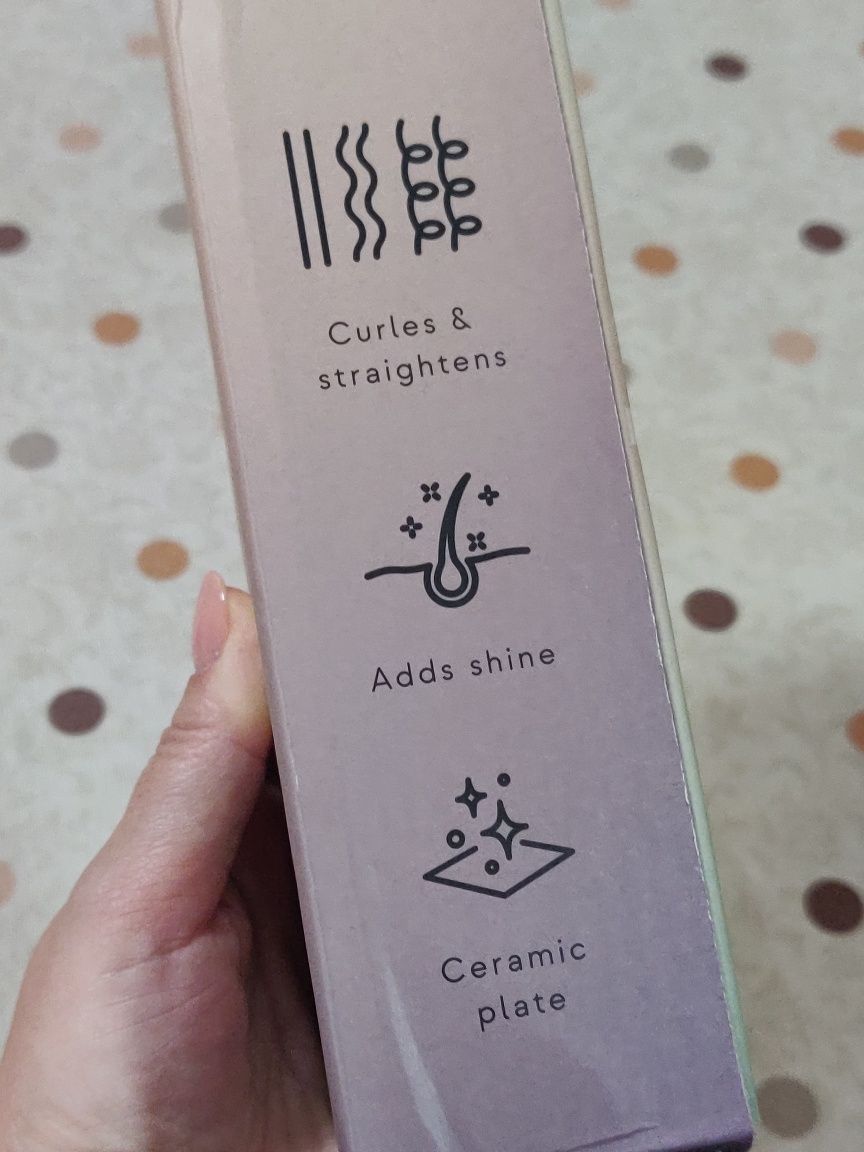 Curles &
straightens
Adds shine
Ceramic
plate